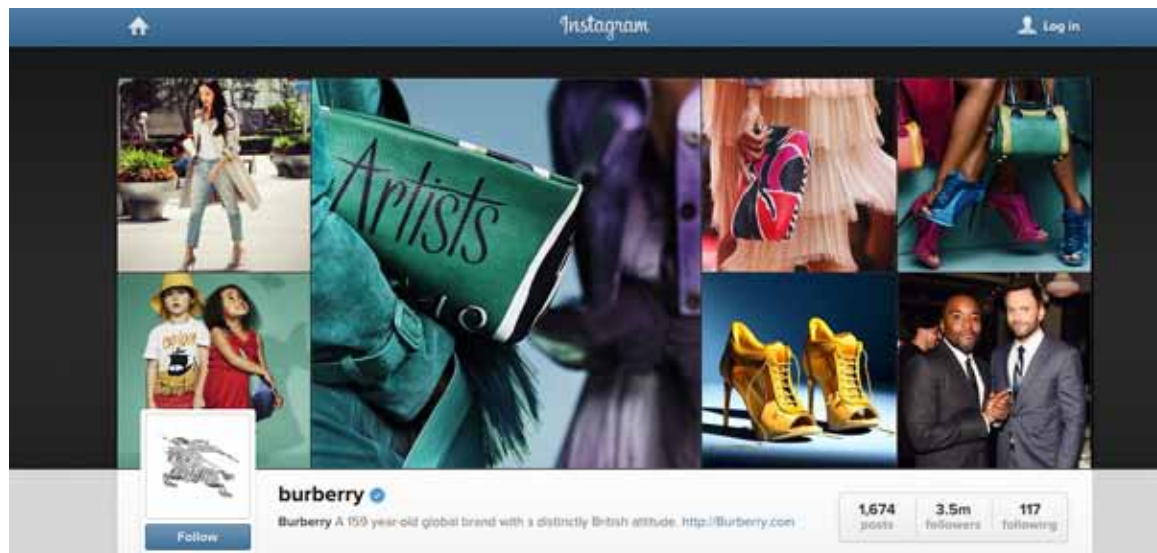 Instagram
Log in
Artists
burberry
Burberry A 159 year-old global brand with a distinctly British attitude. http://Burberry.com
1,674
posts
3.5m
followers
117
following
Follow